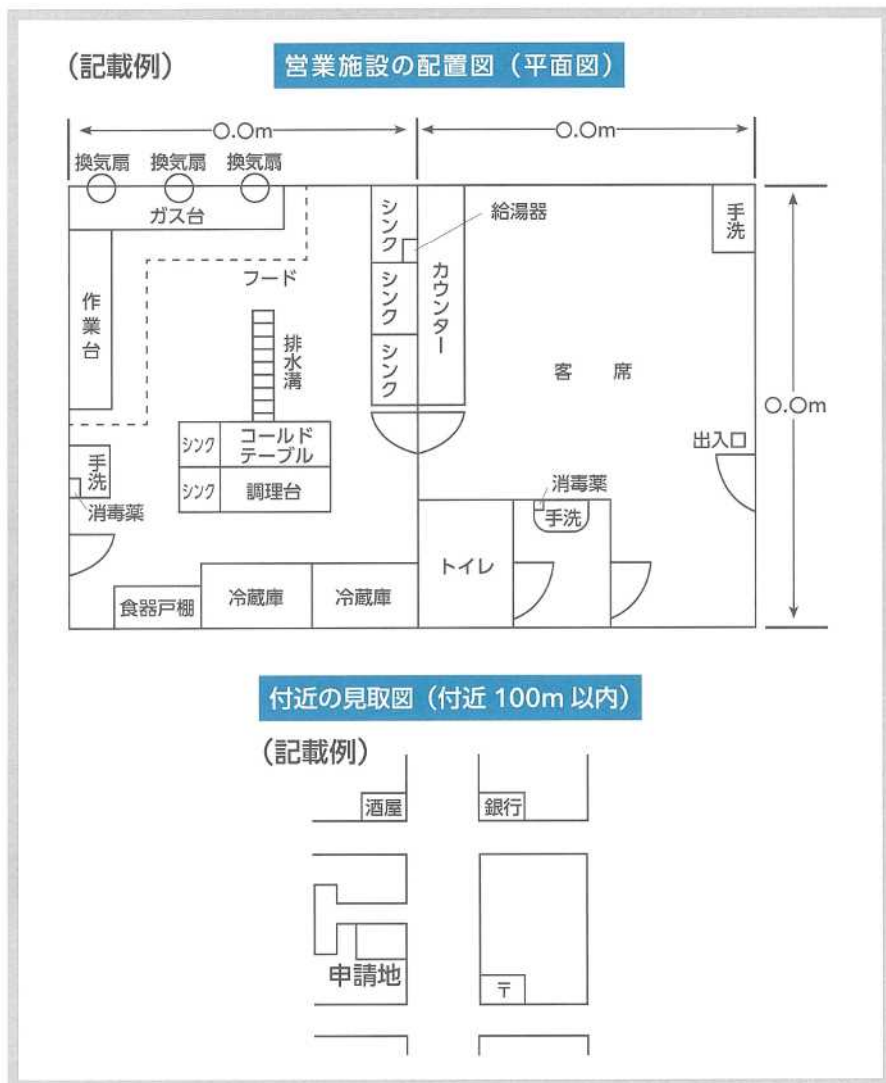 （記載例）
営業施設の配置図（平面図）
○.○m
○.○m
換気扇
換気扇
換気扇
ガス台
シンク
給湯器
手洗
フード
作業台
シンク
カウンター
排水溝
シンク
客席
○.○m
シンク
コールド
テーブル
出入口
手洗
シンク
調理台
消毒薬
消毒薬
手洗
トイレ
食器戸棚
冷蔵庫
冷蔵庫
付近の見取図（付近 100m 以内）
（記載例）
酒屋
銀行
申請地
〒